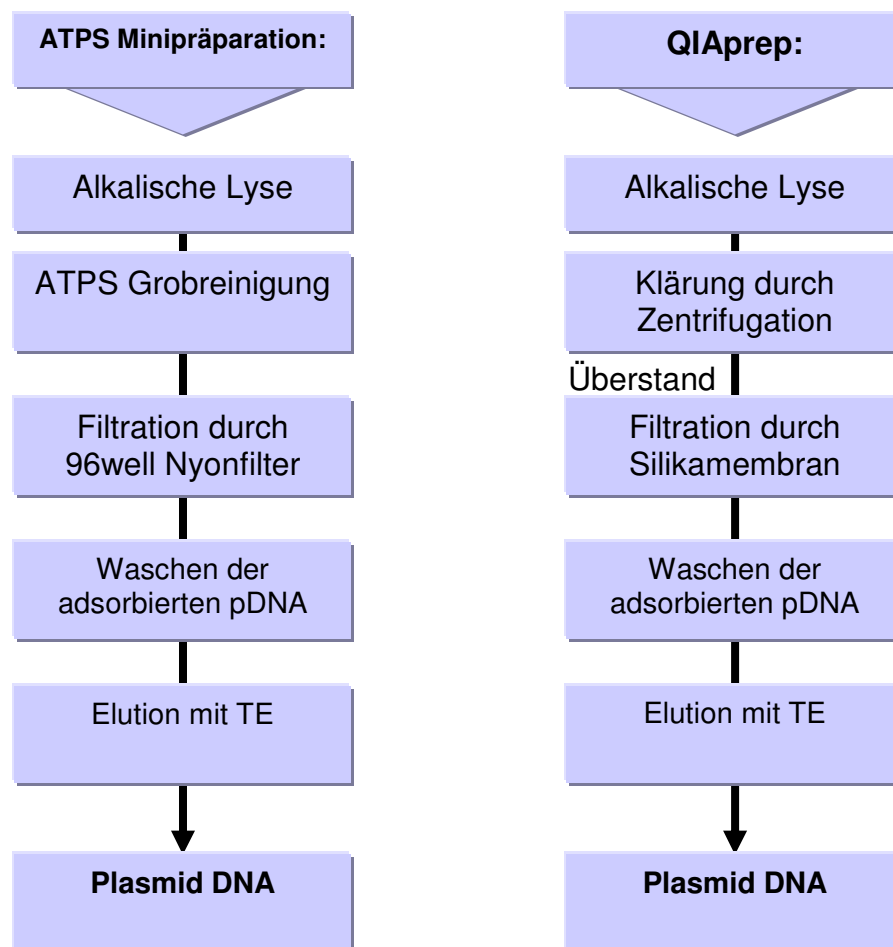 ATPS Minipräparation:
Alkalische Lyse
ATPS Grobreinigung
Filtration durch
96well Nyonfilter
Waschen der
adsorbierten pDNA
Elution mit TE
Plasmid DNA
QIAprep:
Alkalische Lyse
Klärung durch
Zentrifugation
Überstand
Filtration durch
Silikamembran
Waschen der
adsorbierten pDNA
Elution mit TE
Plasmid DNA